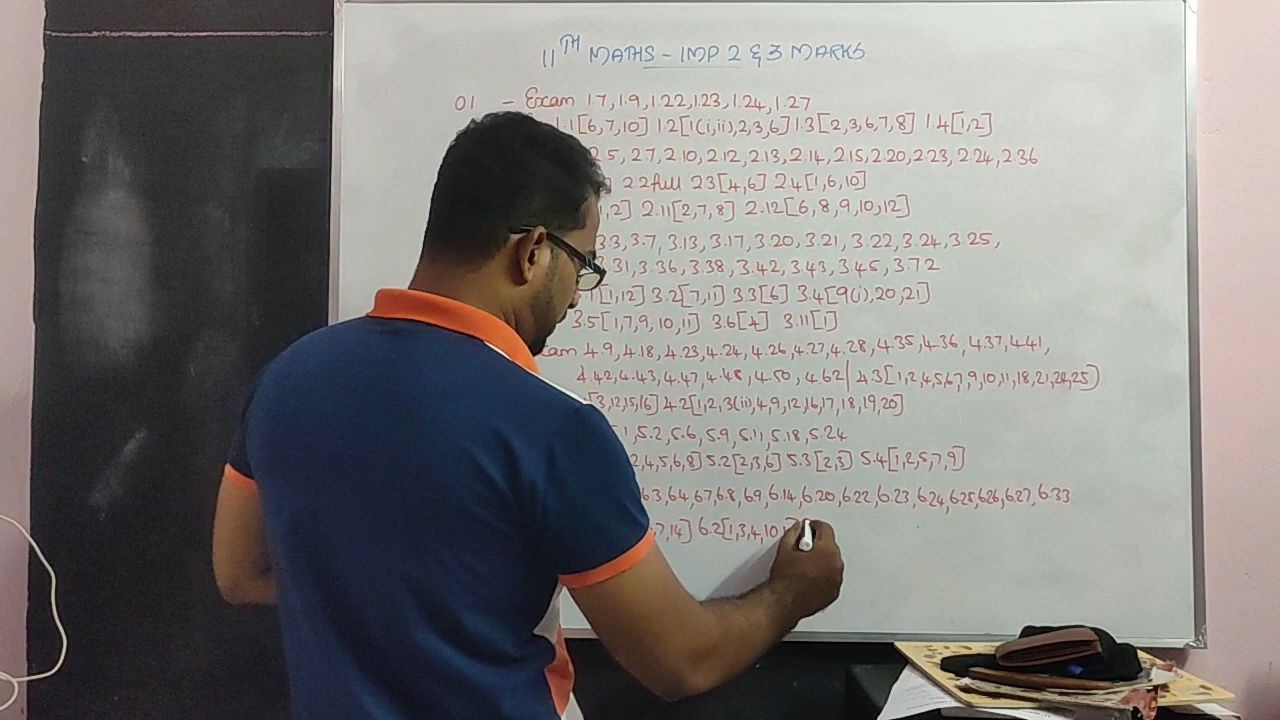 11TH MATHS - IMP 2 & 3 MARKS
01 - Exam 1.7, 1.9, 1.22, 1.23, 1.24, 1.27
1.1[6,7,10] 1.2[1(i,ii),2,3,6] 1.3[2,3,6,7,8] 1.4[1,2]
2.5, 2.7, 2.10, 2.12, 2.13, 2.14, 2.15, 2.20, 2.23, 2.24, 2.36
] 2.2 full 2.3[4,6] 2.4[1,6,10]
1,2] 2.11[2,7,8] 2.12[6,8,9,10,12]
3.3, 3.7, 3.13, 3.17, 3.20, 3.21, 3.22, 3.24, 3.25,
3.31, 3.36, 3.38, 3.42, 3.43, 3.45, 3.72
.1[1,12] 3.2[7,11] 3.3[6] 3.4[9(i),20,21]
3.5[1,7,9,10,11] 3.6[4] 3.11[1]
4.9, 4.18, 4.23, 4.24, 4.26, 4.27, 4.28, 4.35, 4.36, 4.37, 4.41,
4.42, 4.43, 4.47, 4.48, 4.50, 4.62 | 4.3[1,2,4,5,6,7,9,10,11,18,21,24,25]
[3,12,15,16] 4.2[1,2,3(ii),4,9,12,16,17,18,19,20]
, 5.2, 5.6, 5.9, 5.11, 5.18, 5.24
2,4,5,6,8] 5.2[2,3,6] 5.3[2,3] 5.4[1,2,5,7,9]
6.3, 6.4, 6.7, 6.8, 6.9, 6.14, 6.20, 6.22, 6.23, 6.24, 6.25, 6.26, 6.27, 6.33
,7,14] 6.2[1,3,4,10,